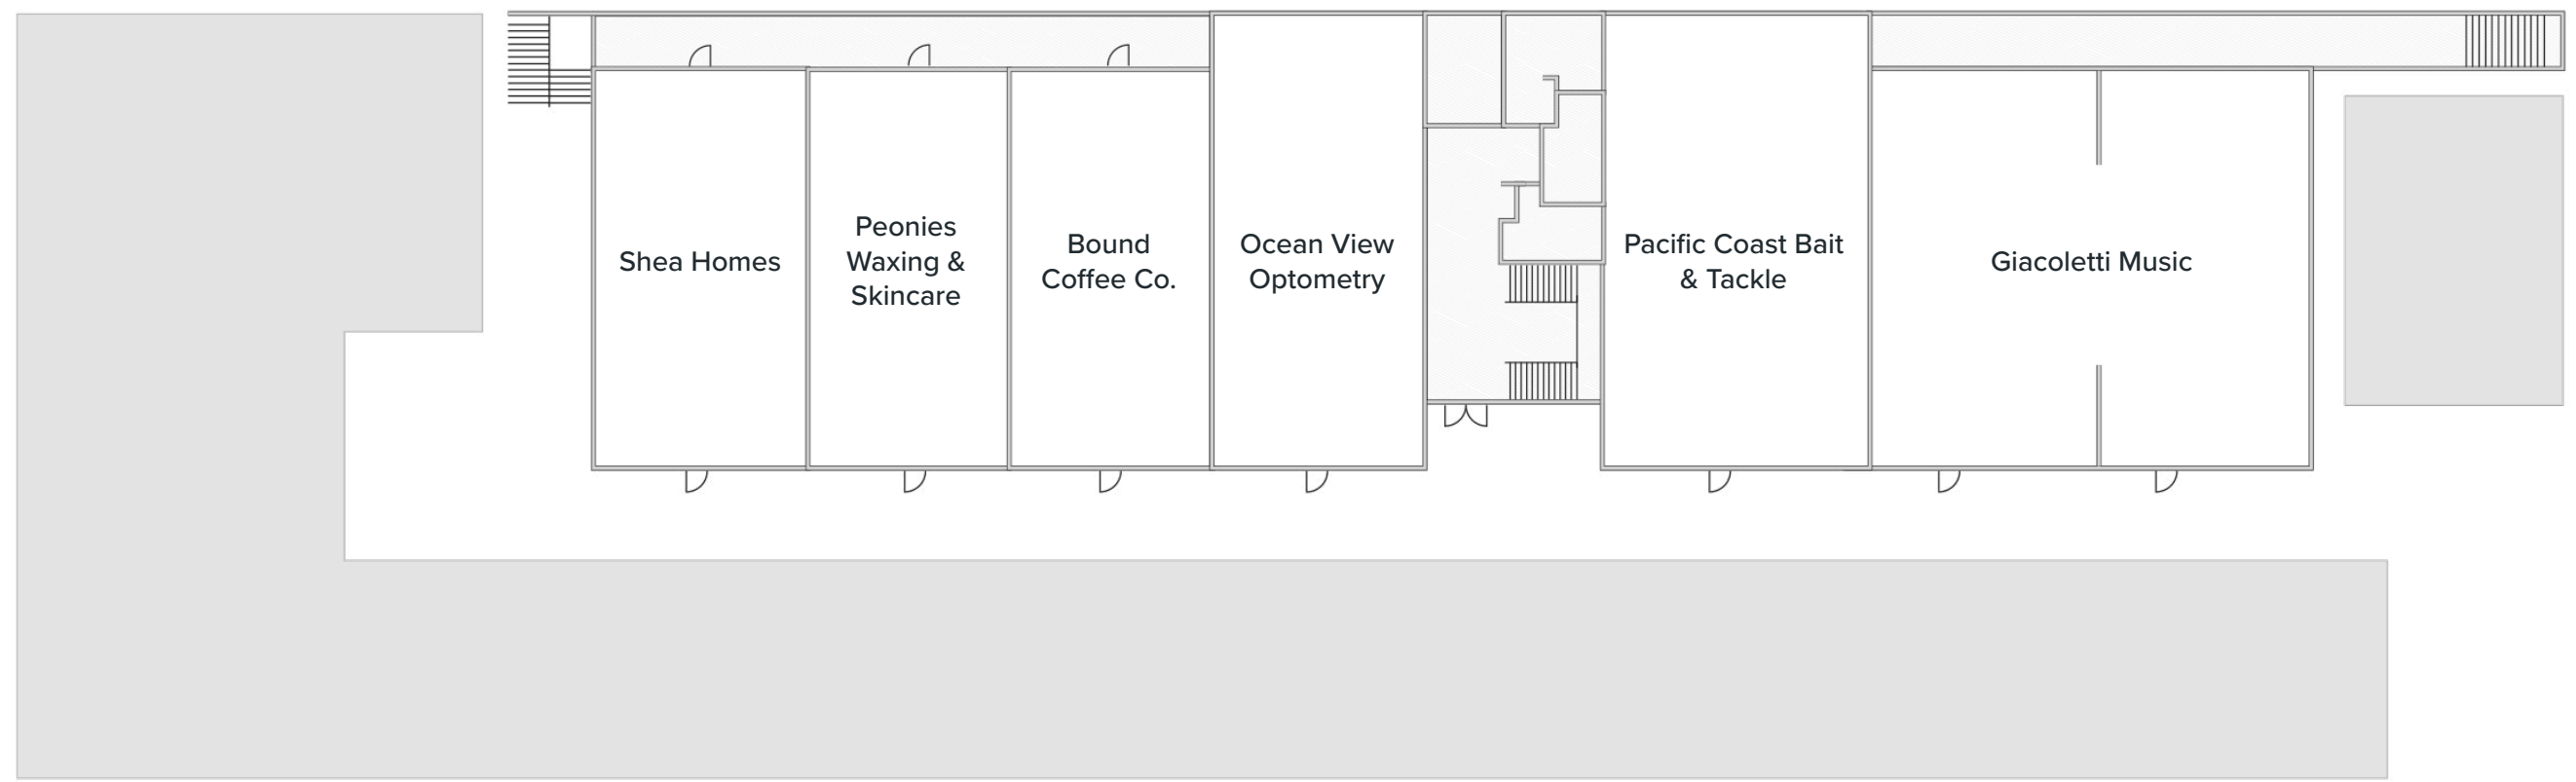 Shea Homes
Peonies
Waxing &
Skincare
Bound
Coffee Co.
Ocean View
Optometry
Pacific Coast Bait
& Tackle
Giacoletti Music